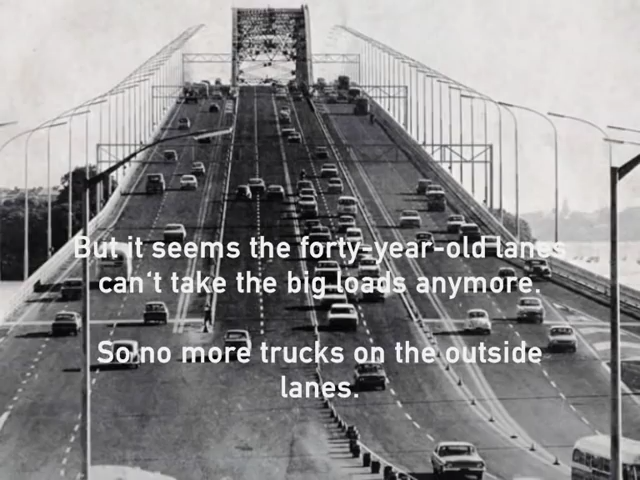 But it seems the forty-year-old lanes
can't take the big loads anymore.
So no more trucks on the outside
lanes.